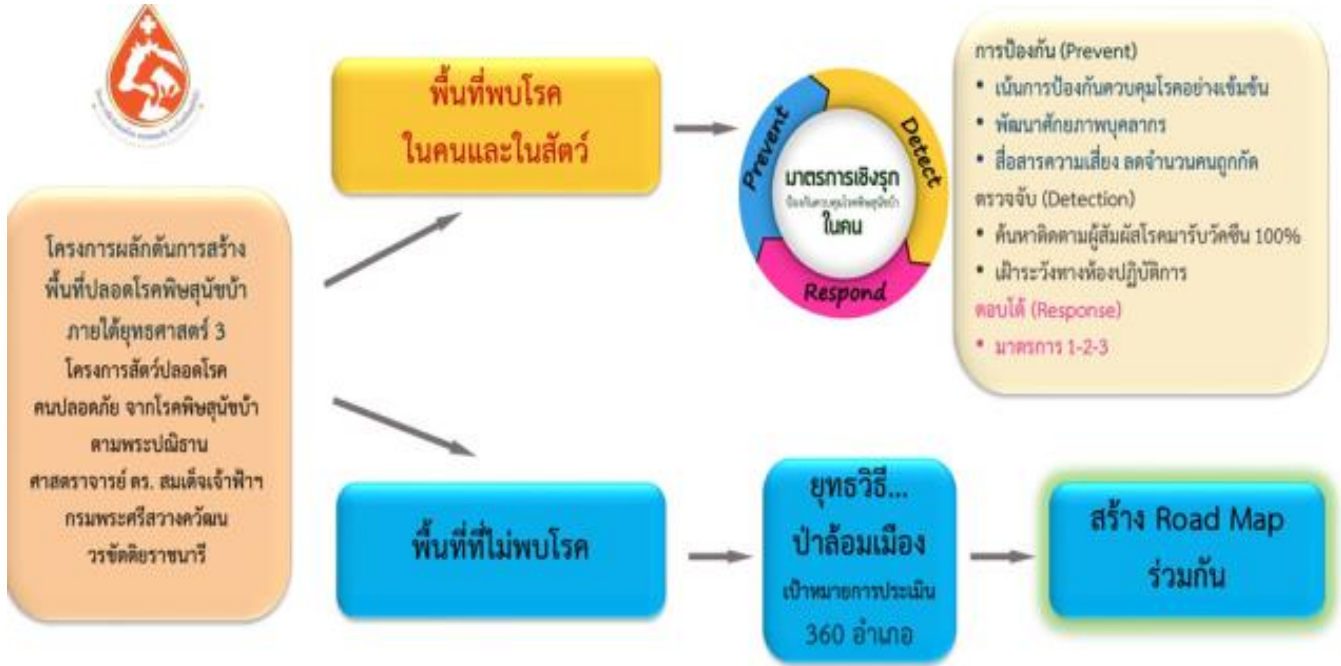 โครงการผลักดันการสร้าง
พื้นที่ปลอดโรคพิษสุนัขบ้า
ภายใต้ยุทธศาสตร์ 3
โครงการสัตว์ปลอดโรค
คนปลอดภัย จากโรคพิษสุนัขบ้า
ตามพระปณิธาน
ศาสตราจารย์ ดร. สมเด็จเจ้าฟ้าฯ
กรมพระศรีสวางควัฒน
วรขัตติยราชนารี
พื้นที่พบโรค
ในคนและในสัตว์
Prevent
Detect
Respond
มาตรการเชิงรุก
ป้องกันควบคุมโรคพิษสุนัขบ้า
ในคน
การป้องกัน (Prevent)
• เน้นการป้องกันควบคุมโรคอย่างเข้มข้น
• พัฒนาศักยภาพบุคลากร
• สื่อสารความเสี่ยง ลดจำนวนคนถูกกัด
ตรวจจับ (Detection)
• ค้นหาติดตามผู้สัมผัสโรคมารับวัคซีน 100%
• เฝ้าระวังทางห้องปฏิบัติการ
ตอบโต้ (Response)
• มาตรการ 1-2-3
พื้นที่ที่ไม่พบโรค
ยุทธวิธี...
ป่าล้อมเมือง
เป้าหมายการประเมิน
360 อำเภอ
สร้าง Road Map
ร่วมกัน